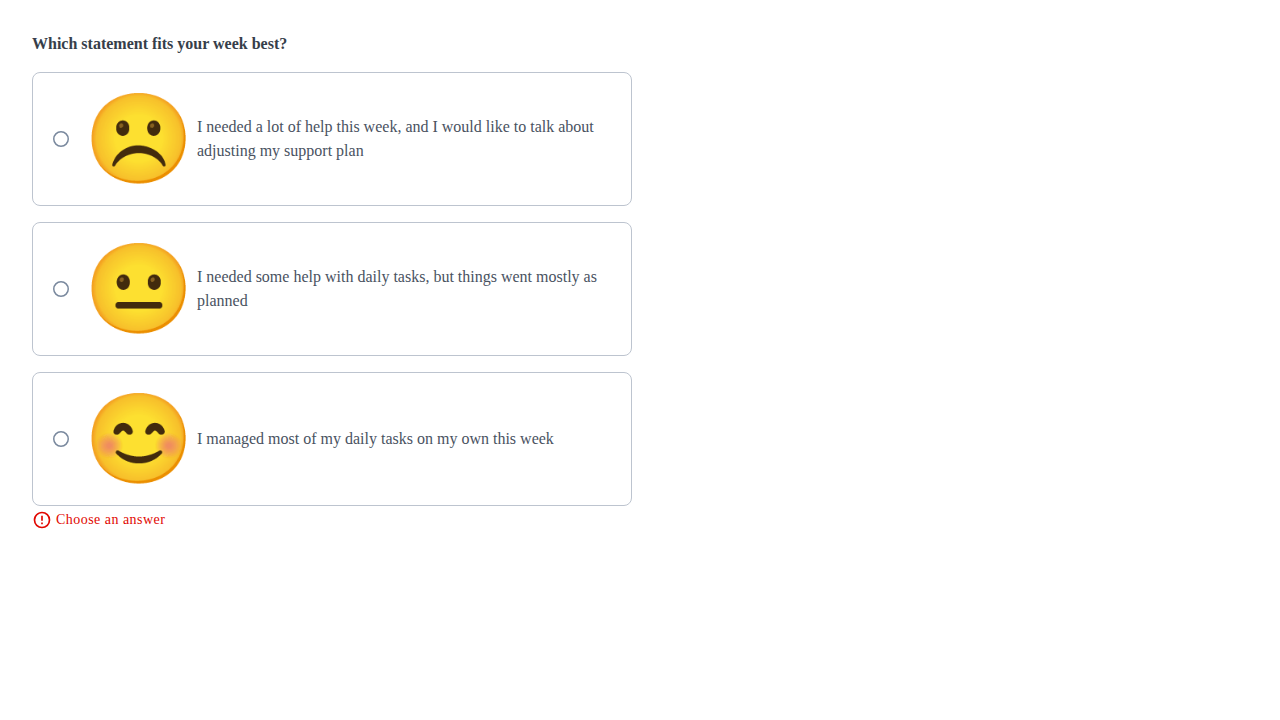 Which statement fits your week best?
I needed a lot of help this week, and I would like to talk about
adjusting my support plan
I needed some help with daily tasks, but things went mostly as
planned
I managed most of my daily tasks on my own this week
Choose an answer